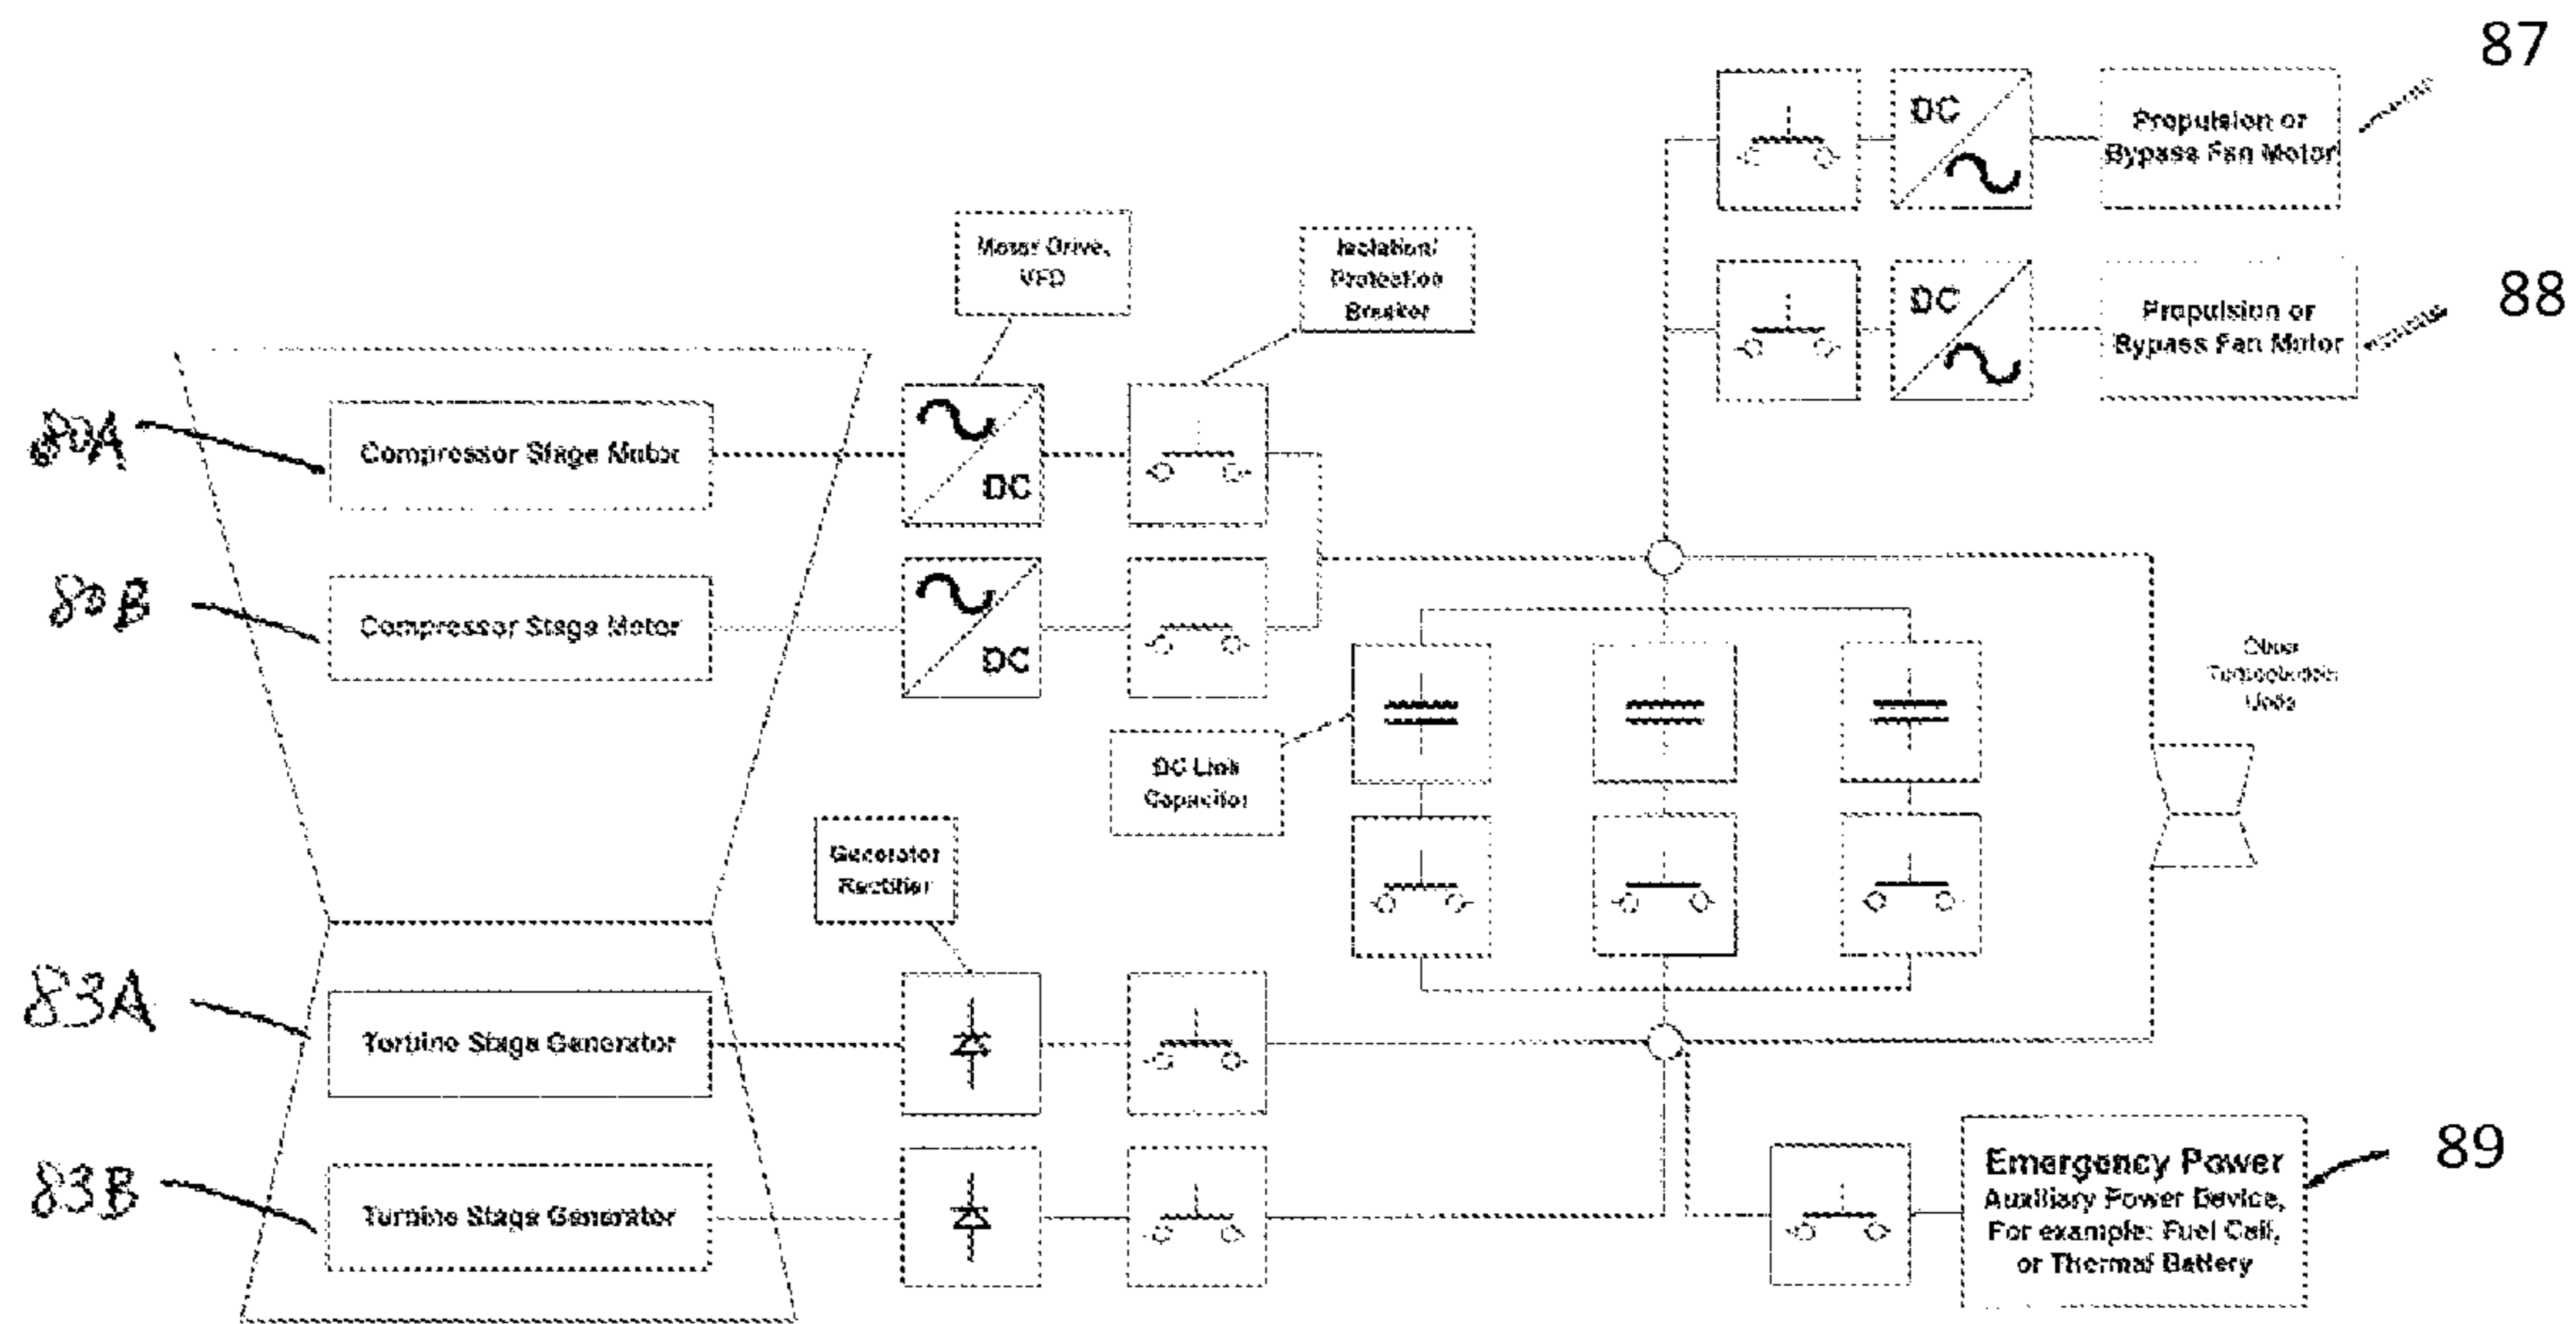 87
Propulsion or
Bypass Fan Motor
DC
88
Propulsion or
Bypass Fan Motor
DC
Motor Drive,
VFD
Isolation/
Protection
Breaker
80A
Compressor Stage Motor
DC
80B
Compressor Stage Motor
DC
Other
Units
DC Link
Capacitor
Generator
Rectifier
83A
Turbine Stage Generator
83B
Turbine Stage Generator
89
Emergency Power
Auxiliary Power Device,
For example: Fuel Cell,
or Thermal Battery